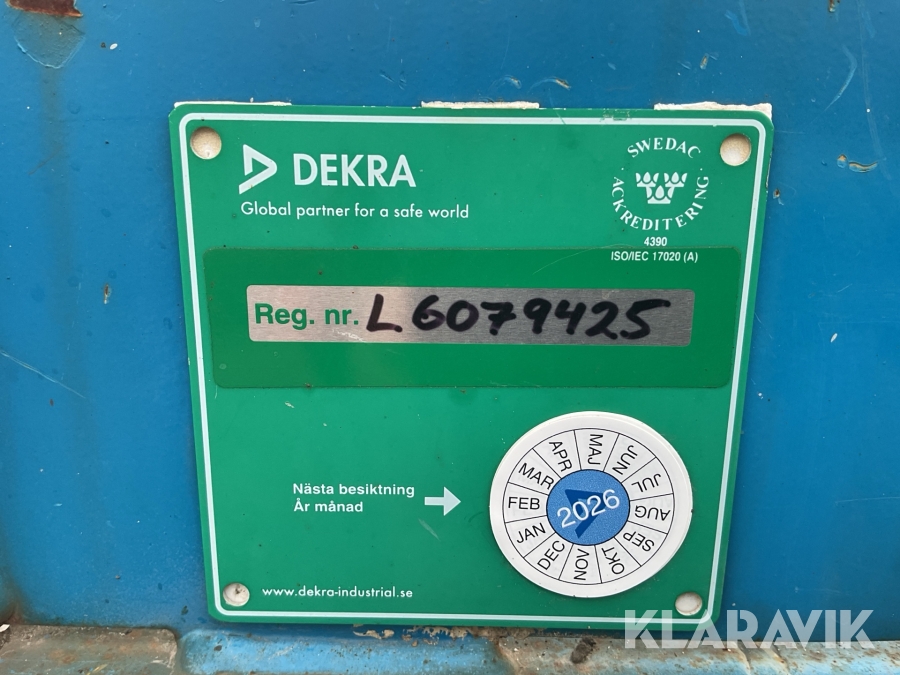 DEKRA
Global partner for a safe world
SWEDAC
ACKREDITERING
4390
ISO/IEC 17020 (A)
Reg. nr. L6079425
Nästa besiktning
År månad
JAN
FEB
MAR
APR
MAJ
JUN
JUL
AUG
SEP
OKT
NOV
DEC
2026
www.dekra-industrial.se
KLARAVIK